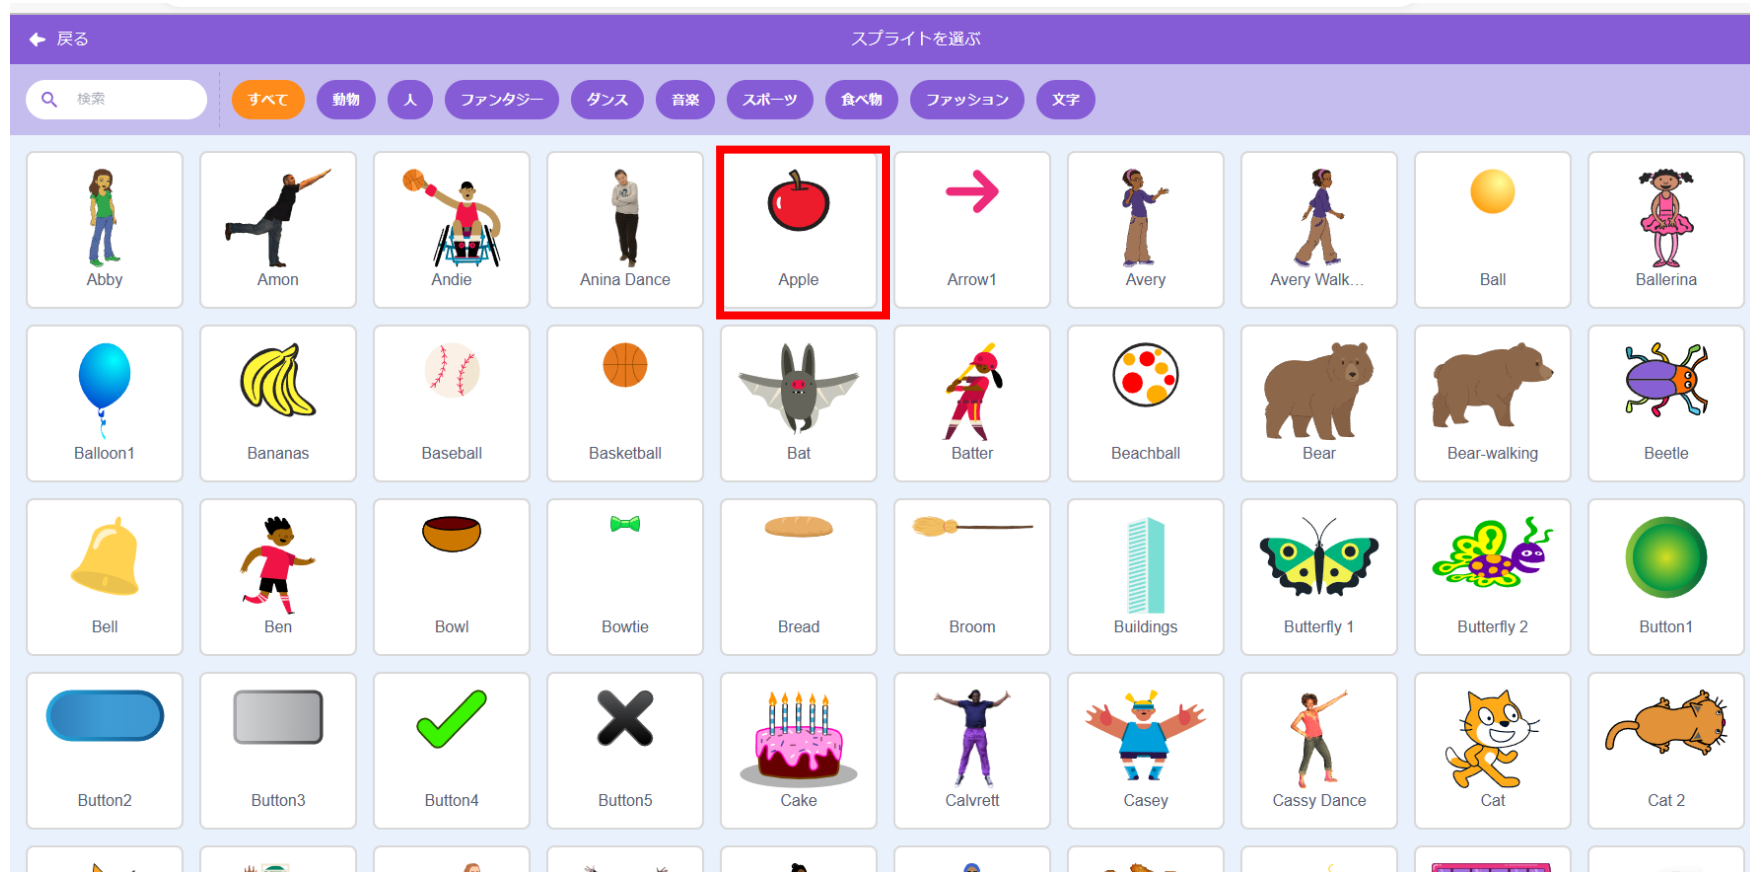 戻る
スプライトを選ぶ
検索
すべて
動物
人
ファンタジー
ダンス
音楽
スポーツ
食べ物
ファッション
文字
Abby
Amon
Andie
Anina Dance
Apple
Arrow1
Avery
Avery Walk...
Ball
Ballerina
Balloon1
Bananas
Baseball
Basketball
Bat
Batter
Beachball
Bear
Bear-walking
Beetle
Bell
Ben
Bowl
Bowtie
Bread
Broom
Buildings
Butterfly 1
Butterfly 2
Button1
Button2
Button3
Button4
Button5
Cake
Calvrett
Casey
Cassy Dance
Cat
Cat 2